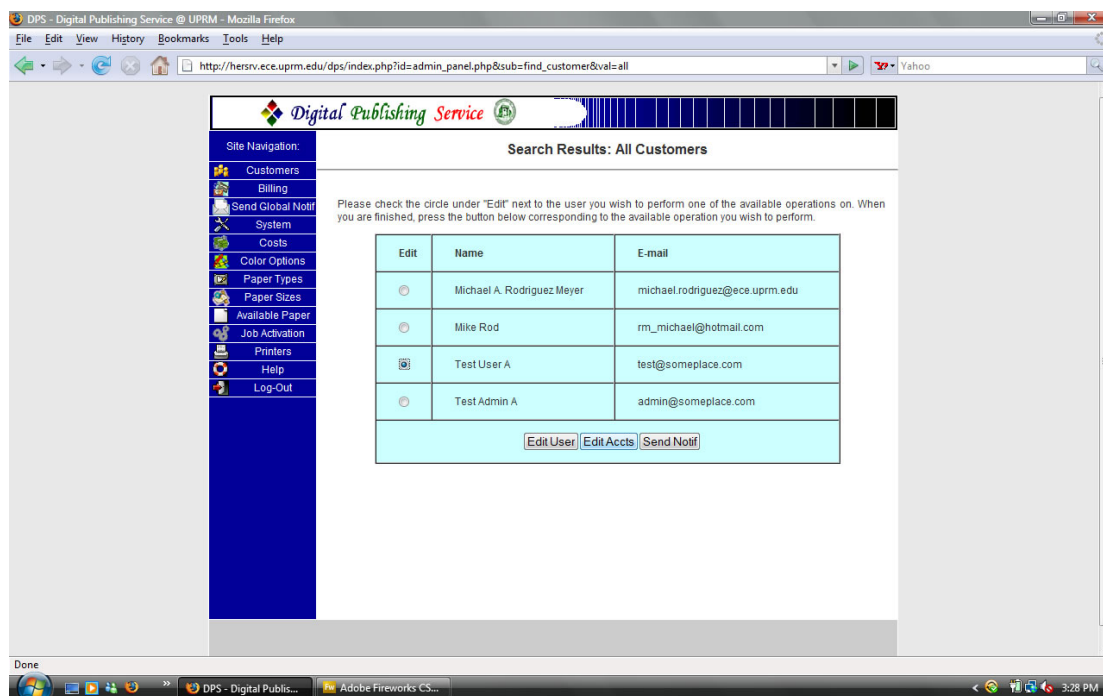 DPS - Digital Publishing Service @ UPRM - Mozilla Firefox
File Edit View History Bookmarks Tools Help
http://hersrv.ece.uprm.edu/dps/index.php?id=admin_panel.php&sub=find_customer&val=all
Yahoo
Digital Publishing Service
Site Navigation:
Customers
Billing
Send Global Notif
System
Costs
Color Options
Paper Types
Paper Sizes
Available Paper
Job Activation
Printers
Help
Log-Out
Search Results: All Customers
Please check the circle under "Edit" next to the user you wish to perform one of the available operations on. When
you are finished, press the button below corresponding to the available operation you wish to perform.
Edit Name E-mail
Michael A. Rodriguez Meyer michael.rodriguez@ece.uprm.edu
Mike Rod rm_michael@hotmail.com
Test User A test@someplace.com
Test Admin A admin@someplace.com
Edit User Edit Accts Send Notif
Done
DPS - Digital Publis... Adobe Fireworks CS... 3:28 PM